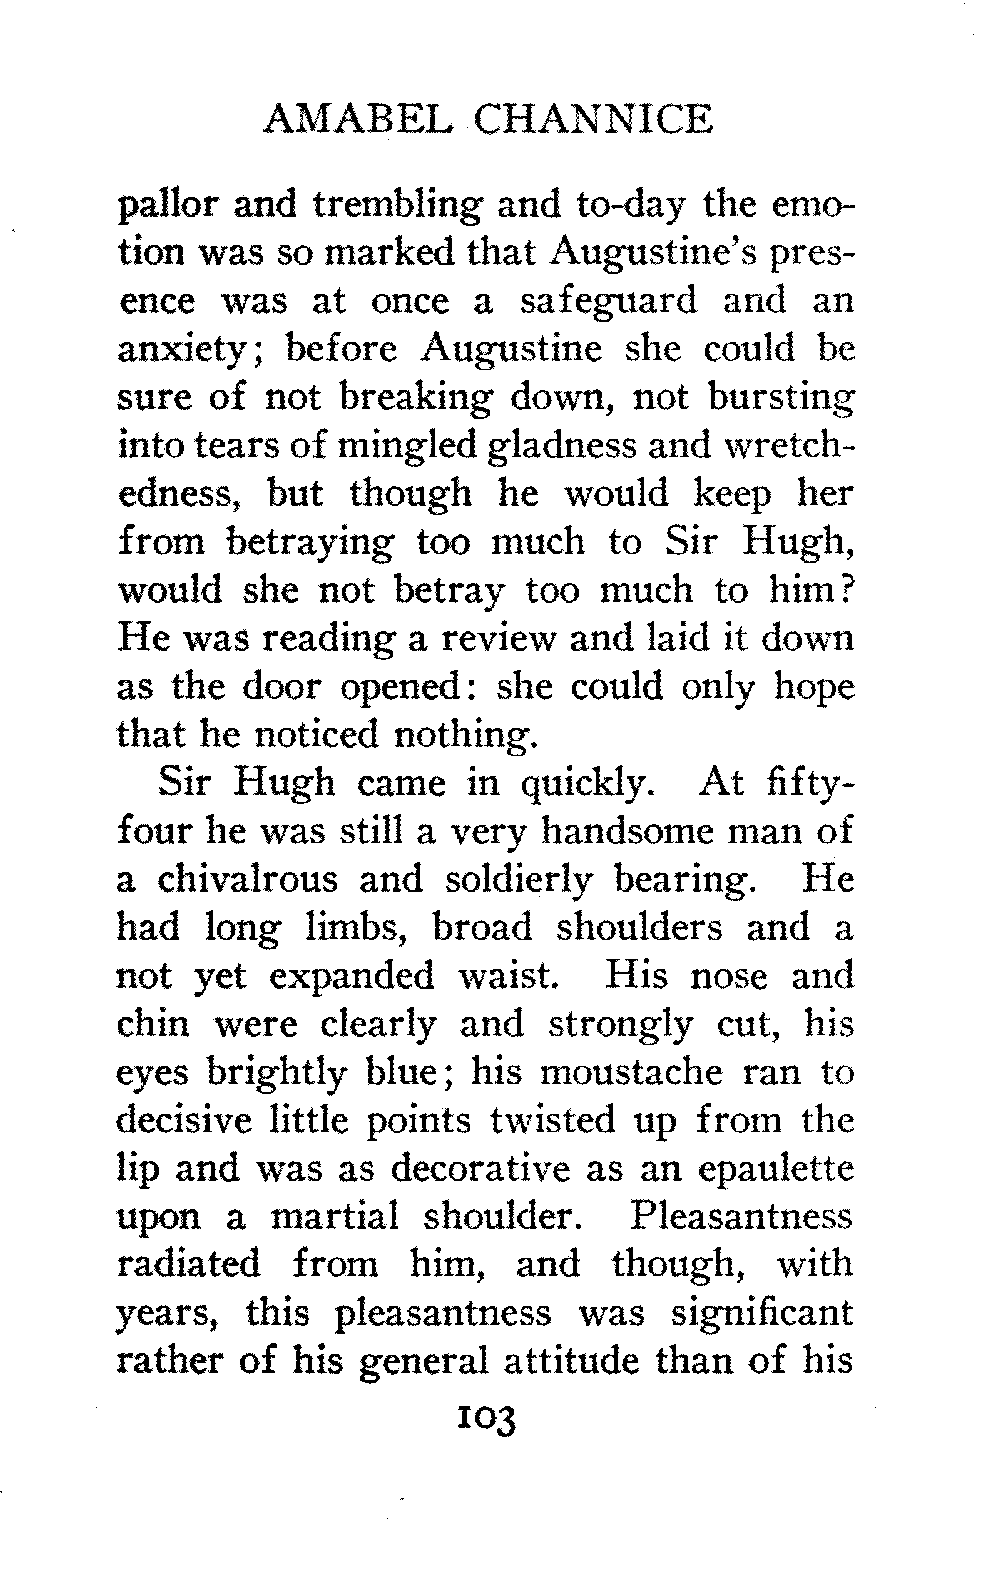 AMABEL CHANNICE
pallor and trembling and to-day the emo-
tion was so marked that Augustine's pres-
ence was at once a safeguard and an
anxiety; before Augustine she could be
sure of not breaking down, not bursting
into tears of mingled gladness and wretch-
edness, but though he would keep her
from betraying too much to Sir Hugh,
would she not betray too much to him?
He was reading a review and laid it down
as the door opened: she could only hope
that he noticed nothing.
Sir Hugh came in quickly. At fifty-
four he was still a very handsome man of
a chivalrous and soldierly bearing. He
had long limbs, broad shoulders and a
not yet expanded waist. His nose and
chin were clearly and strongly cut, his
eyes brightly blue; his moustache ran to
decisive little points twisted up from the
lip and was as decorative as an epaulette
upon a martial shoulder. Pleasantness
radiated from him, and though, with
years, this pleasantness was significant
rather of his general attitude than of his
103